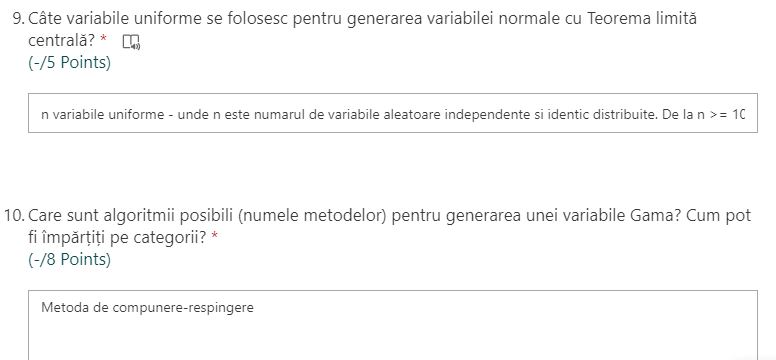 9. Câte variabile uniforme se folosesc pentru generarea variabilei normale cu Teorema limită
centrală? *
(-/5 Points)
n variabile uniforme - unde n este numarul de variabile aleatoare independente si identic distribuite. De la n >= 10
10. Care sunt algoritmii posibili (numele metodelor) pentru generarea unei variabile Gama? Cum pot
fi împărțiți pe categorii? *
(-/8 Points)
Metoda de compunere-respingere